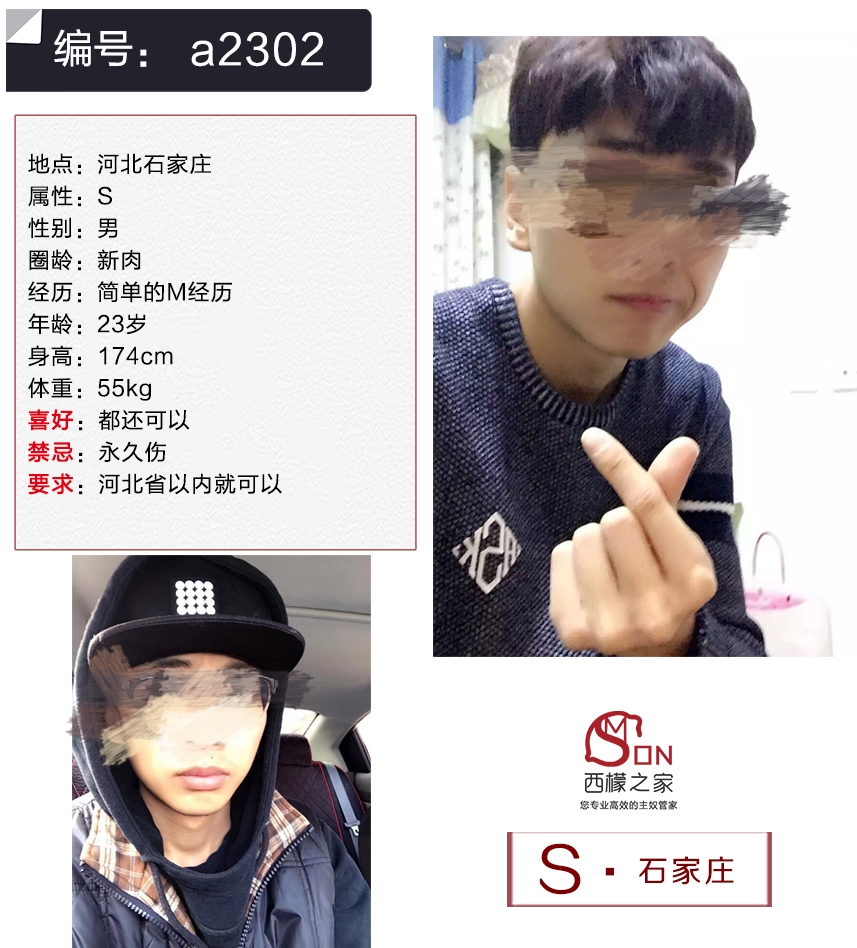 编号： a2302
地点：河北石家庄
属性：S
性别：男
圈龄：新肉
经历：简单的M经历
年龄：23岁
身高：174cm
体重：55kg
喜好：都还可以
禁忌：永久伤
要求：河北省以内就可以
SMON
西檬之家
您专业高效的主奴管家
S·石家庄